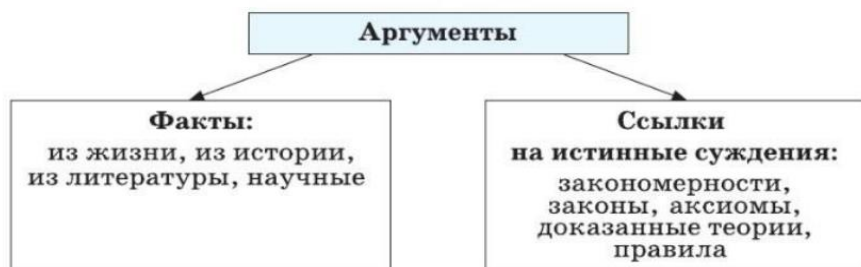 Аргументы
Факты:
из жизни, из истории,
из литературы, научные
Ссылки
на истинные суждения:
закономерности,
законы, аксиомы,
доказанные теории,
правила